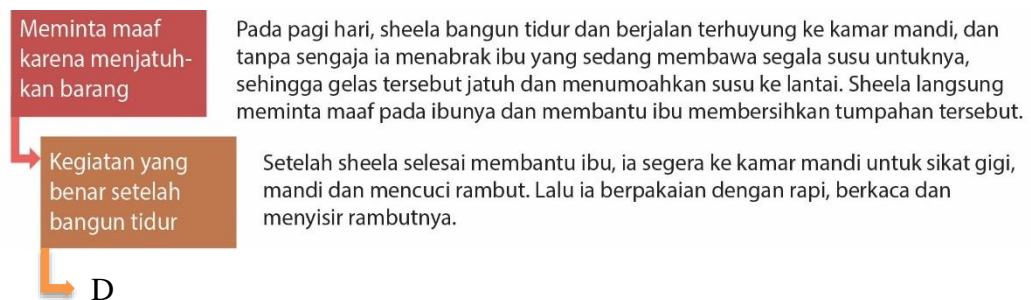 Meminta maaf
karena menjatuh-
kan barang
Pada pagi hari, sheela bangun tidur dan berjalan terhuyung ke kamar mandi, dan
tanpa sengaja ia menabrak ibu yang sedang membawa segala susu untuknya,
sehingga gelas tersebut jatuh dan menumoahkan susu ke lantai. Sheela langsung
meminta maaf pada ibunya dan membantu ibu membersihkan tumpahan tersebut.
Kegiatan yang
benar setelah
bangun tidur
Setelah sheela selesai membantu ibu, ia segera ke kamar mandi untuk sikat gigi,
mandi dan mencuci rambut. Lalu ia berpakaian dengan rapi, berkaca dan
menyisir rambutnya.
D